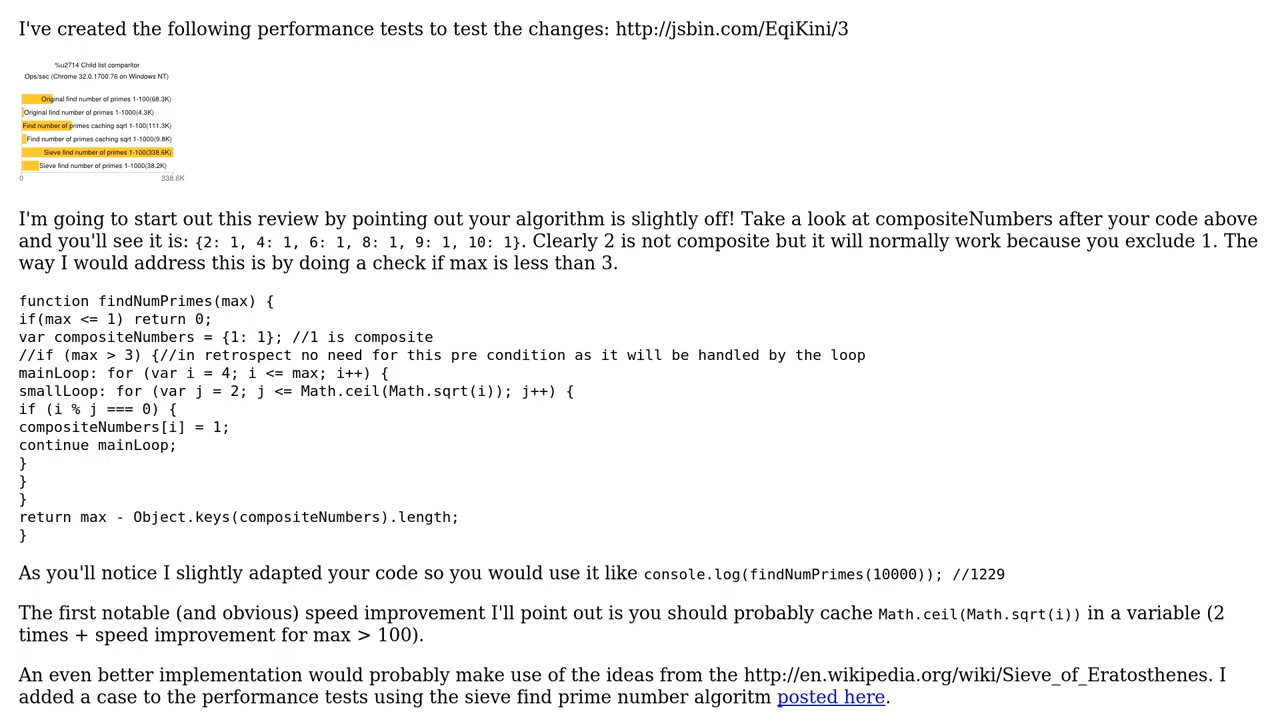 I've created the following performance tests to test the changes: http://jsbin.com/EqiKini/3
%u2714 Child list comparitor
Ops/sec (Chrome 32.0.1700.76 on Windows NT)
Original find number of primes 1-100(68.3K)
Original find number of primes 1-1000(4.3K)
Find number of primes caching sqrt 1-100(111.3K)
Find number of primes caching sqrt 1-1000(9.8K)
Sieve find number of primes 1-100(338.6K)
Sieve find number of primes 1-1000(38.2K)
0 338.6K
I'm going to start out this review by pointing out your algorithm is slightly off! Take a look at compositeNumbers after your code above
and you'll see it is: {2: 1, 4: 1, 6: 1, 8: 1, 9: 1, 10: 1}. Clearly 2 is not composite but it will normally work because you exclude 1. The
way I would address this is by doing a check if max is less than 3.
function findNumPrimes(max) {
if(max <= 1) return 0;
var compositeNumbers = {1: 1}; //1 is composite
//if (max > 3) {//in retrospect no need for this pre condition as it will be handled by the loop
mainLoop: for (var i = 4; i <= max; i++) {
smallLoop: for (var j = 2; j <= Math.ceil(Math.sqrt(i)); j++) {
if (i % j === 0) {
compositeNumbers[i] = 1;
continue mainLoop;
}
}
}
return max - Object.keys(compositeNumbers).length;
}
As you'll notice I slightly adapted your code so you would use it like console.log(findNumPrimes(10000)); //1229
The first notable (and obvious) speed improvement I'll point out is you should probably cache Math.ceil(Math.sqrt(i)) in a variable (2
times + speed improvement for max > 100).
An even better implementation would probably make use of the ideas from the http://en.wikipedia.org/wiki/Sieve_of_Eratosthenes. I
added a case to the performance tests using the sieve find prime number algoritm posted here.